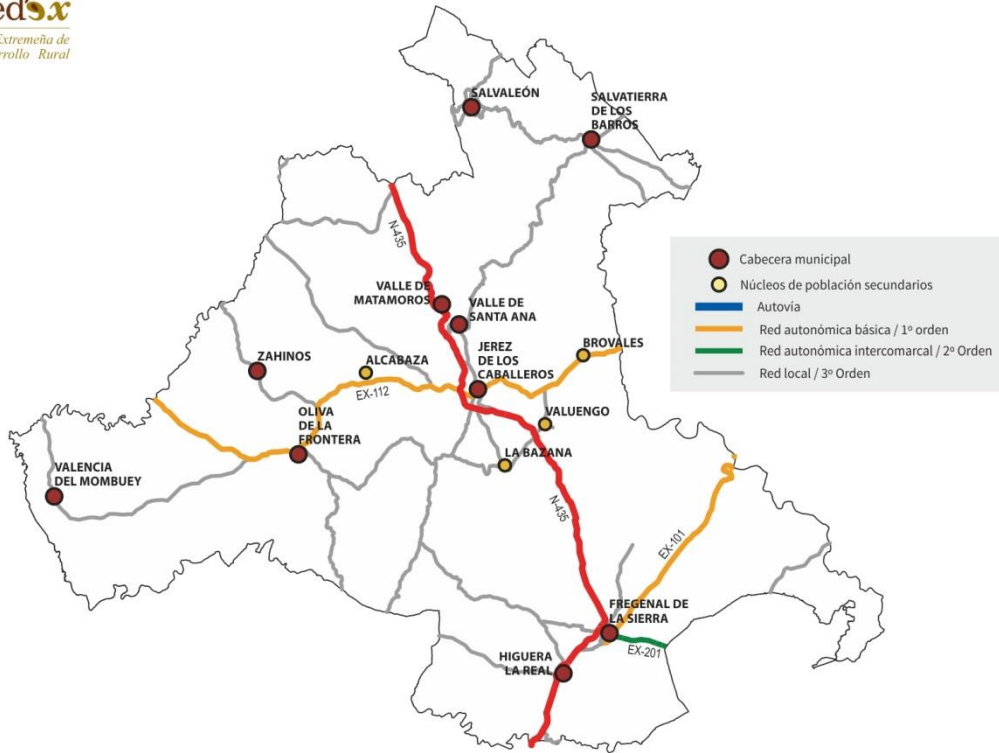 Extremeña de
Rural
SALVALEÓN
SALVATIERRA
DE LOS
BARROS
N-435
VALLE DE
MATAMOROS
VALLE DE
SANTA ANA
JEREZ
DE LOS
CABALLEROS
BROVALES
ZAHINOS
ALCABAZA
EX-112
OLIVA
DE LA
FRONTERA
VALUENGO
LA BAZANA
VALENCIA
DEL MOMBUEY
N-435
EX-101
FREGENAL DE
LA SIERRA
EX-201
HIGUERA
LA REAL
Cabecera municipal
Núcleos de población secundarios
Autovía
Red autonómica básica / 1º orden
Red autonómica intercomarcal / 2º Orden
Red local / 3º Orden